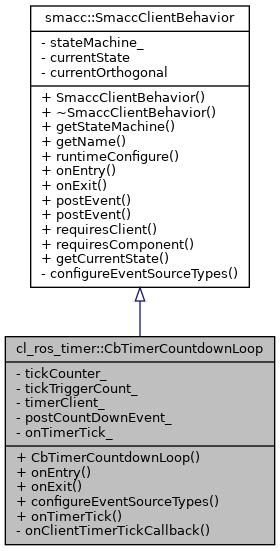 smacc::SmaccClientBehavior
- stateMachine_
- currentState
- currentOrthogonal
+ SmaccClientBehavior()
+ ~SmaccClientBehavior()
+ getStateMachine()
+ getName()
+ runtimeConfigure()
+ onEntry()
+ onExit()
+ postEvent()
+ postEvent()
+ requiresClient()
+ requiresComponent()
+ getCurrentState()
- configureEventSourceTypes()
cl_ros_timer::CbTimerCountdownLoop
- tickCounter_
- tickTriggerCount_
- timerClient_
- postCountDownEvent_
- onTimerTick_
+ CbTimerCountdownLoop()
+ onEntry()
+ onExit()
+ configureEventSourceTypes()
+ onTimerTick()
- onClientTimerTickCallback()